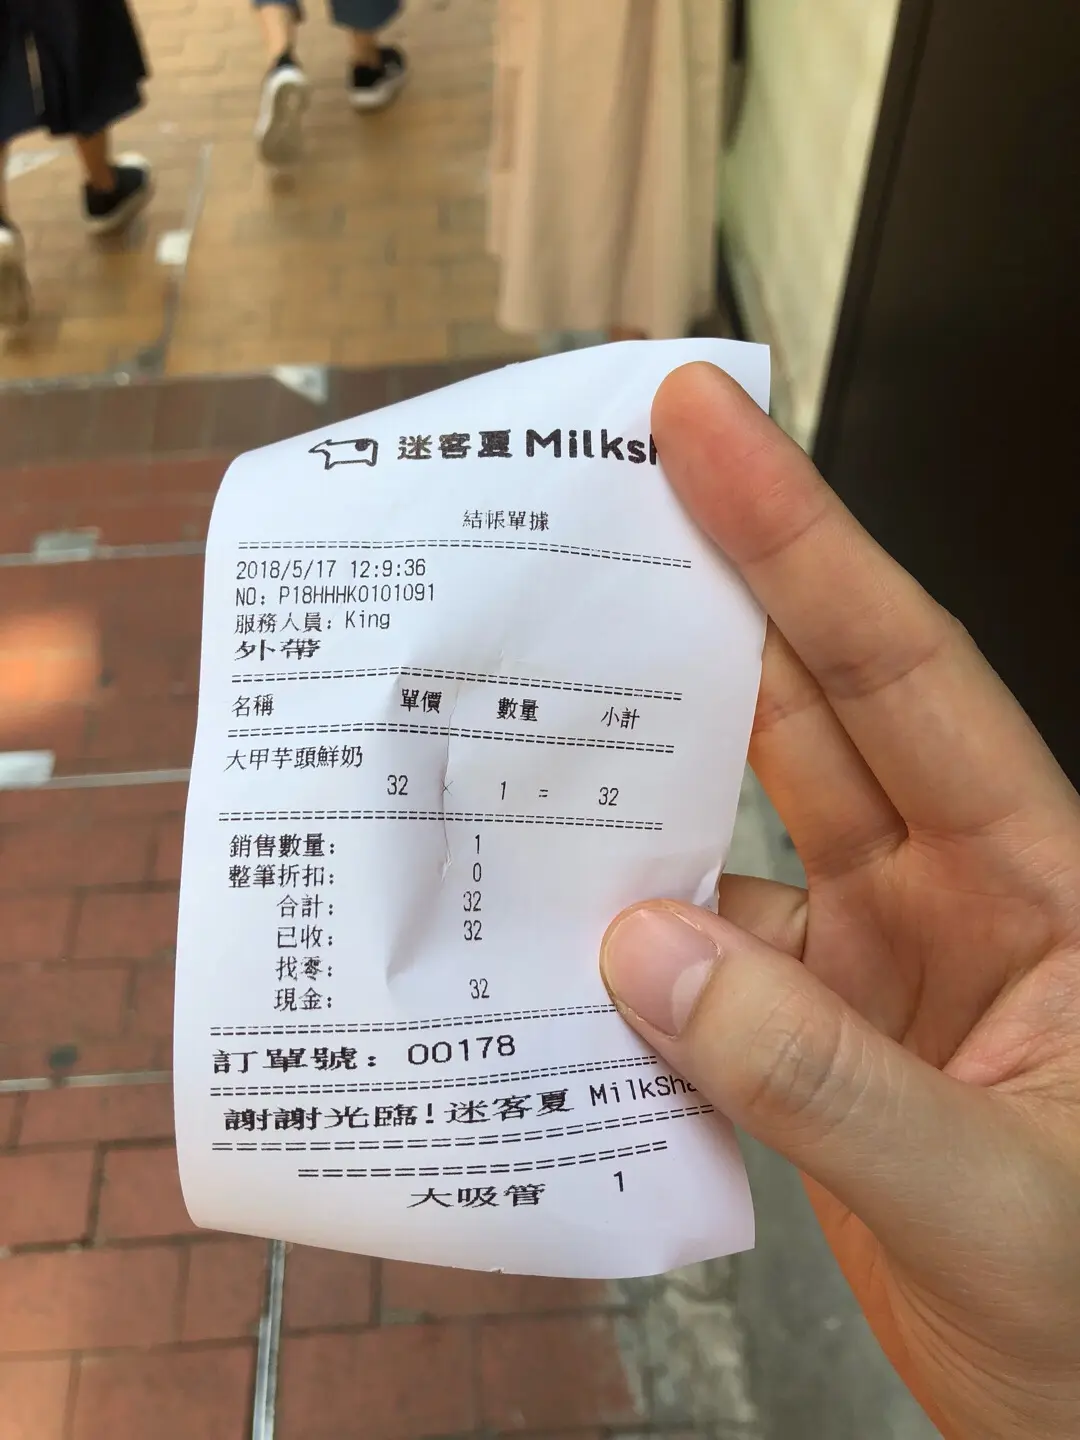 迷客夏 Milksh
結帳單據
2018/5/17 12:9:36
NO: P18HHHK0101091
服務人員: King
外帶
名稱 單價 數量 小計
大甲芋頭鮮奶
32 × 1 = 32
銷售數量: 1
整筆折扣: 0
合計: 32
已收: 32
找零:
現金: 32
訂單號: 00178
謝謝光臨!迷客夏 MilkSha
大吸管 1